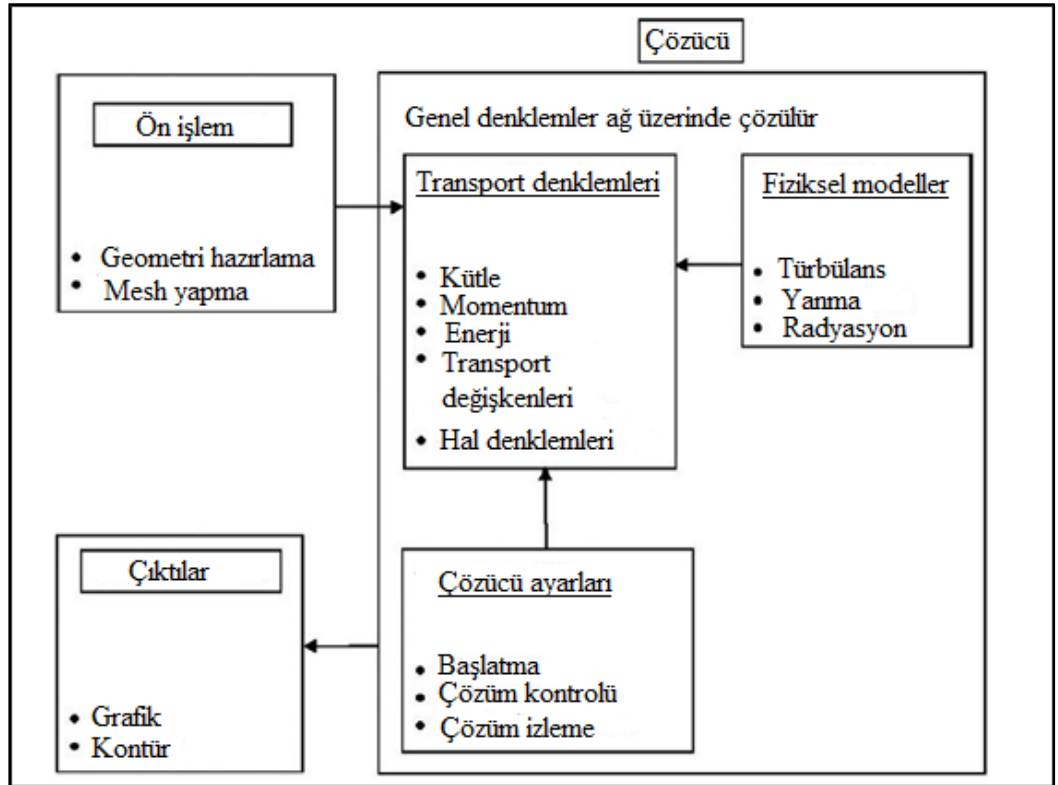 Çözücü
Ön işlem
• Geometri hazırlama
• Mesh yapma
Genel denklemler ağ üzerinde çözülür
Transport denklemleri
• Kütle
• Momentum
• Enerji
• Transport
değişkenleri
• Hal denklemleri
Fiziksel modeller
• Türbülans
• Yanma
• Radyasyon
Çıktılar
• Grafik
• Kontür
Çözücü ayarları
• Başlatma
• Çözüm kontrolü
• Çözüm izleme